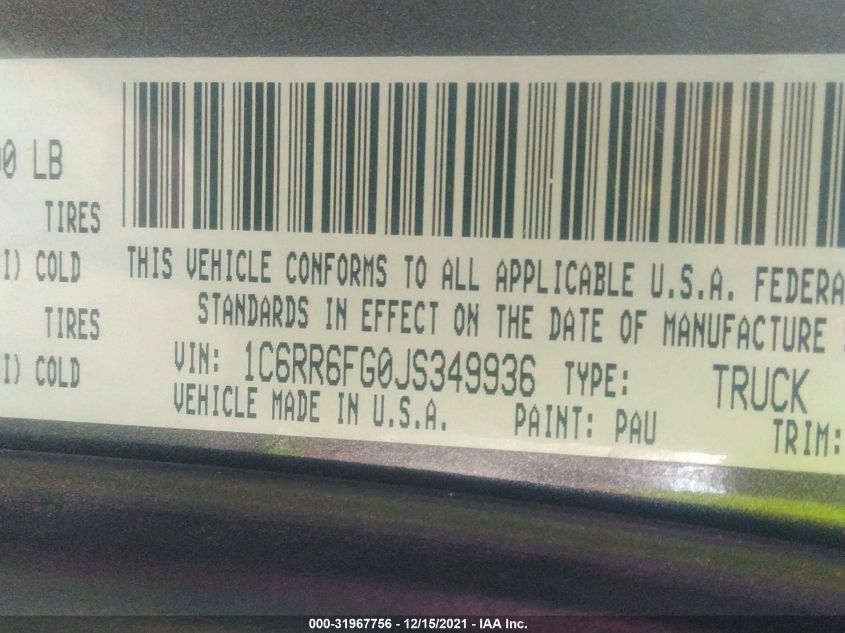 00 LB
TIRES
I) COLD
TIRES
I) COLD
THIS VEHICLE CONFORMS TO ALL APPLICABLE U.S.A. FEDERA
STANDARDS IN EFFECT ON THE DATE OF MANUFACTURE
VIN: 1C6RR6FG0JS349936 TYPE: TRUCK
VEHICLE MADE IN U.S.A. PAINT: PAU TRIM:
000-31967756 - 12/15/2021 - IAA Inc.